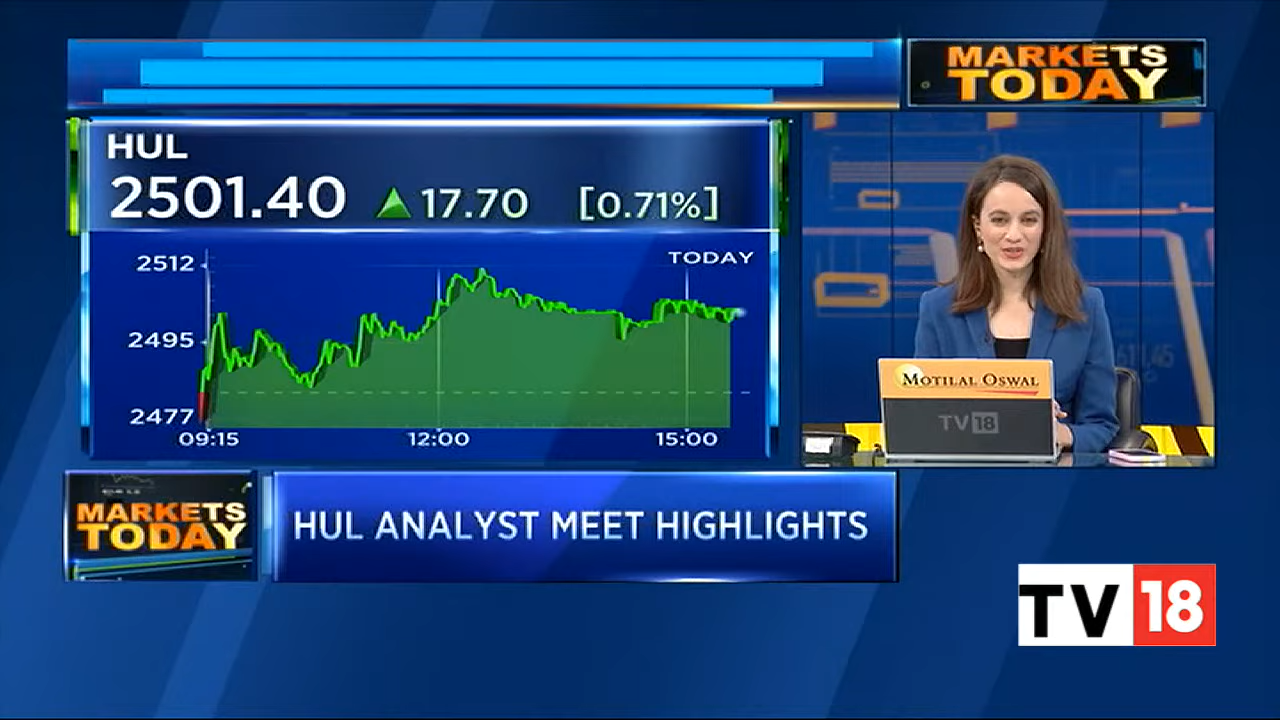 MARKETS
TODAY
HUL
2501.40 ▲ 17.70 [0.71%]
TODAY
2512
2495
2477
09:15 12:00 15:00
MOTILAL OSWAL
TV18
MARKETS
TODAY
HUL ANALYST MEET HIGHLIGHTS
TV18